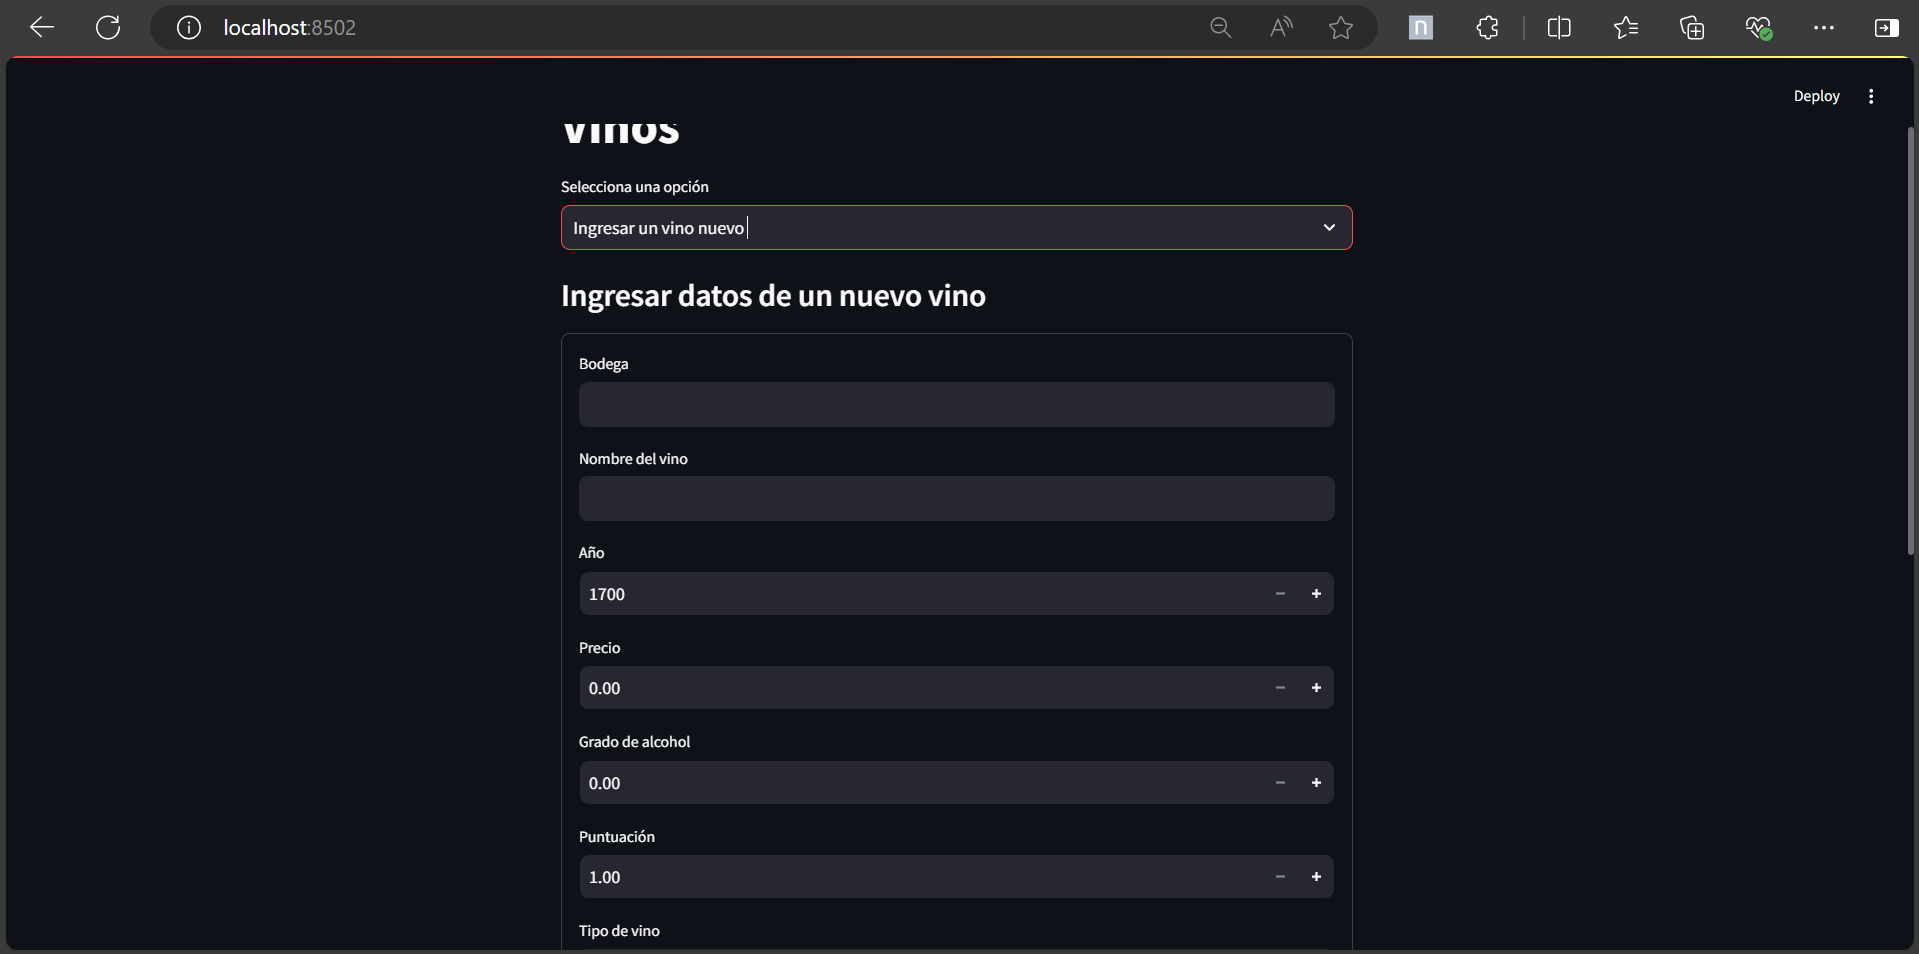 localhost:8502
Deploy
Vinos
Selecciona una opción
Ingresar un vino nuevo
Ingresar datos de un nuevo vino
Bodega
Nombre del vino
Año
1700
Precio
0.00
Grado de alcohol
0.00
Puntuación
1.00
Tipo de vino